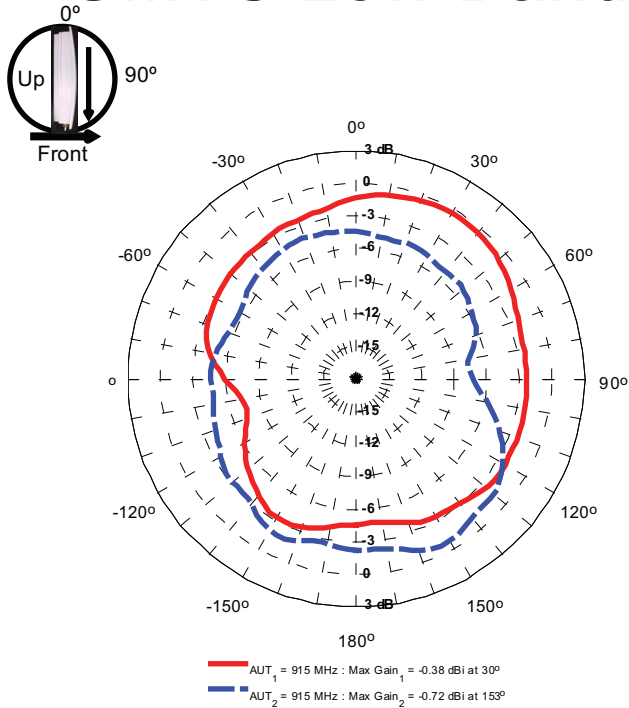 0º
Up
90º
Front
0º
3 dB
-30º
30º
0
-3
-60º
60º
-6
-9
-12
-15
o
90º
-15
-12
-9
-120º
120º
-6
-3
0
-150º
150º
3 dB
180º
AUT1 = 915 MHz : Max Gain1 = -0.38 dBi at 30º
AUT2 = 915 MHz : Max Gain2 = -0.72 dBi at 153º